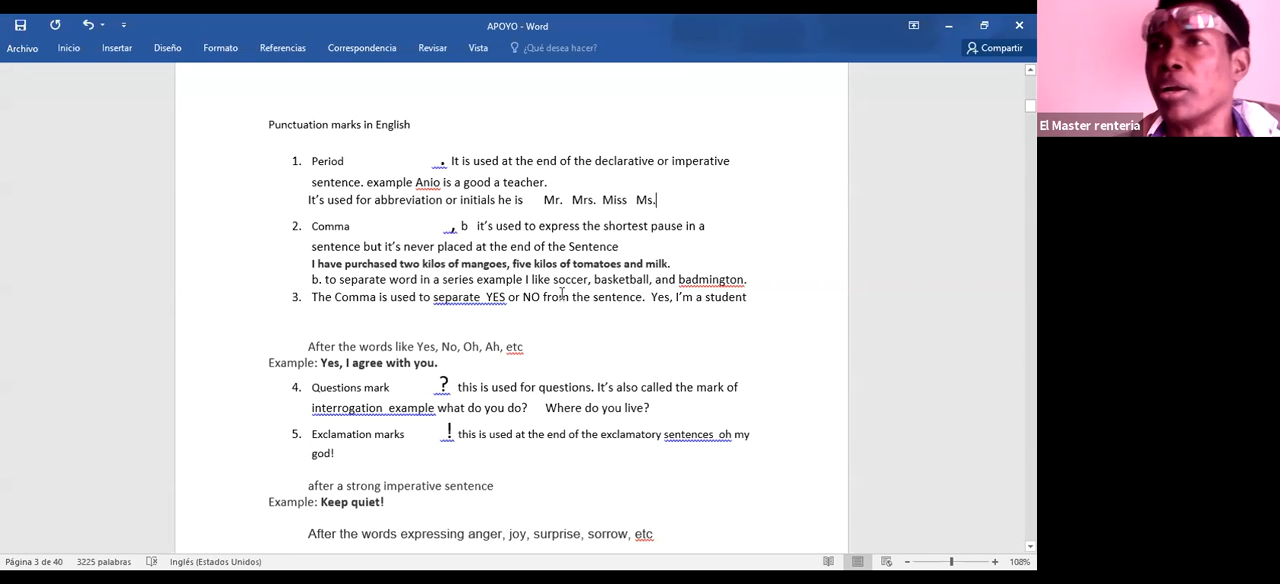 APOYO - Word
Archivo Inicio Insertar Diseño Formato Referencias Correspondencia Revisar Vista ¿Qué desea hacer? Compartir
El Master renteria
Punctuation marks in English
1. Period . It is used at the end of the declarative or imperative
sentence. example Anio is a good a teacher.
It's used for abbreviation or initials he is Mr. Mrs. Miss Ms.
2. Comma , b it's used to express the shortest pause in a
sentence but it's never placed at the end of the Sentence
I have purchased two kilos of mangoes, five kilos of tomatoes and milk.
b. to separate word in a series example I like soccer, basketball, and badmington.
3. The Comma is used to separate YES or NO from the sentence. Yes, I'm a student
After the words like Yes, No, Oh, Ah, etc
Example: Yes, I agree with you.
4. Questions mark ? this is used for questions. It's also called the mark of
interrogation example what do you do? Where do you live?
5. Exclamation marks ! this is used at the end of the exclamatory sentences oh my
god!
after a strong imperative sentence
Example: Keep quiet!
After the words expressing anger, joy, surprise, sorrow, etc
Página 3 de 40 3225 palabras Inglés (Estados Unidos) 108%